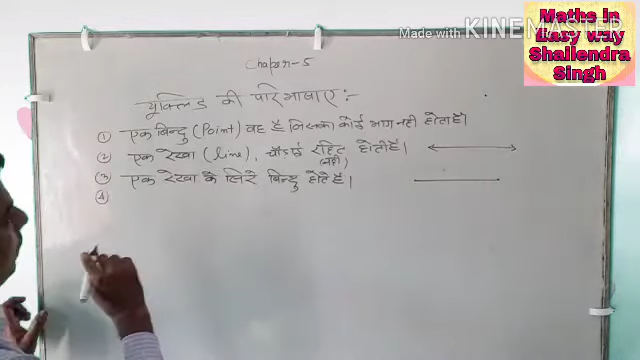 Made with KINEMASTER
Maths in
Easy way
Shailendra
Singh
Chaper-5
यूक्लिड की परिभाषाए :-
① एक बिन्दु (Point) वह है जिसका कोई भाग नही होता है।
② एक रेखा (line), चौडाई रहित होती है।
(नही)
③ एक रेखा के सिरे बिन्दु होते हैं।
④